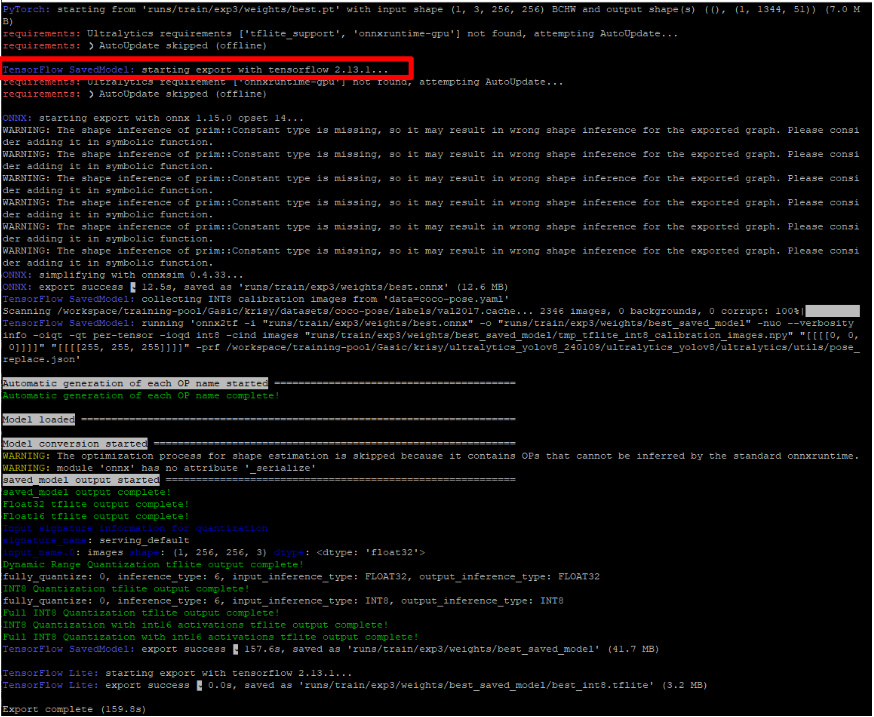 PyTorch: starting from 'runs/train/exp3/weights/best.pt' with input shape (1, 3, 256, 256) BCHW and output shape(s) ((), (1, 1344, 51)) (7.0 M
B)
requirements: Ultralytics requirements ['tflite_support', 'onnxruntime-gpu'] not found, attempting AutoUpdate...
requirements: ❯ AutoUpdate skipped (offline)
TensorFlow SavedModel: starting export with tensorflow 2.13.1...
requirements: Ultralytics requirement ['onnxruntime-gpu'] not found, attempting AutoUpdate...
requirements: ❯ AutoUpdate skipped (offline)
ONNX: starting export with onnx 1.15.0 opset 14...
WARNING: The shape inference of prim::Constant type is missing, so it may result in wrong shape inference for the exported graph. Please consi
der adding it in symbolic function.
WARNING: The shape inference of prim::Constant type is missing, so it may result in wrong shape inference for the exported graph. Please consi
der adding it in symbolic function.
WARNING: The shape inference of prim::Constant type is missing, so it may result in wrong shape inference for the exported graph. Please consi
der adding it in symbolic function.
WARNING: The shape inference of prim::Constant type is missing, so it may result in wrong shape inference for the exported graph. Please consi
der adding it in symbolic function.
WARNING: The shape inference of prim::Constant type is missing, so it may result in wrong shape inference for the exported graph. Please consi
der adding it in symbolic function.
WARNING: The shape inference of prim::Constant type is missing, so it may result in wrong shape inference for the exported graph. Please consi
der adding it in symbolic function.
ONNX: simplifying with onnxsim 0.4.33...
ONNX: export success 12.5s, saved as 'runs/train/exp3/weights/best.onnx' (12.6 MB)
TensorFlow SavedModel: collecting INT8 calibration images from 'data=coco-pose.yaml'
Scanning /workspace/training-pool/Gasic/krisy/datasets/coco-pose/labels/val2017.cache... 2346 images, 0 backgrounds, 0 corrupt: 100%|
TensorFlow SavedModel: running 'onnx2tf -i "runs/train/exp3/weights/best.onnx" -o "runs/train/exp3/weights/best_saved_model" -nuo --verbosity
info -oiqt -qt per-tensor -ioqd int8 -cind images "runs/train/exp3/weights/best_saved_model/tmp_tflite_int8_calibration_images.npy" "[[[[0, 0,
0]]]]" "[[[[255, 255, 255]]]]" -prf /workspace/training-pool/Gasic/krisy/ultralytics_yolov8_240109/ultralytics_yolov8/ultralytics/utils/pose_
replace.json'
Automatic generation of each OP name started ========================================
Automatic generation of each OP name complete!
Model loaded ========================================================================
Model conversion started ============================================================
WARNING: The optimization process for shape estimation is skipped because it contains OPs that cannot be inferred by the standard onnxruntime.
WARNING: module 'onnx' has no attribute '_serialize'
saved_model output started ==========================================================
saved_model output complete!
Float32 tflite output complete!
Float16 tflite output complete!
Input signature information for quantization
signature_name: serving_default
input_name.0: images shape: (1, 256, 256, 3) dtype: <dtype: 'float32'>
Dynamic Range Quantization tflite output complete!
fully_quantize: 0, inference_type: 6, input_inference_type: FLOAT32, output_inference_type: FLOAT32
INT8 Quantization tflite output complete!
fully_quantize: 0, inference_type: 6, input_inference_type: INT8, output_inference_type: INT8
Full INT8 Quantization tflite output complete!
INT8 Quantization with int16 activations tflite output complete!
Full INT8 Quantization with int16 activations tflite output complete!
TensorFlow SavedModel: export success 157.6s, saved as 'runs/train/exp3/weights/best_saved_model' (41.7 MB)
TensorFlow Lite: starting export with tensorflow 2.13.1...
TensorFlow Lite: export success 0.0s, saved as 'runs/train/exp3/weights/best_saved_model/best_int8.tflite' (3.2 MB)
Export complete (159.8s)